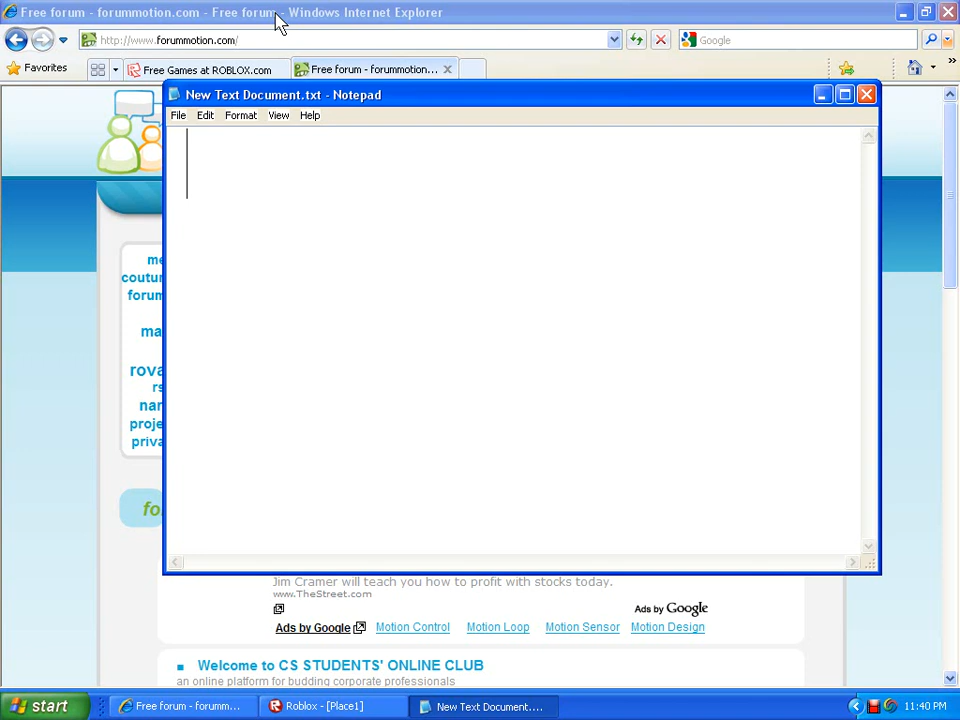 Free forum - forummotion.com - Free forum - Windows Internet Explorer
http://www.forummotion.com/
Google
Favorites
Free Games at ROBLOX.com
Free forum - forummotion...
New Text Document.txt - Notepad
File Edit Format View Help
me
coutur
forum
ma
rova
rs
nar
proje
priva
fo
Jim Cramer will teach you how to profit with stocks today.
www.TheStreet.com
Ads by Google
Ads by Google
Motion Control
Motion Loop
Motion Sensor
Motion Design
Welcome to CS STUDENTS' ONLINE CLUB
an online platform for budding corporate professionals
start
Free forum - forumm...
Roblox - [Place1]
New Text Document....
11:40 PM